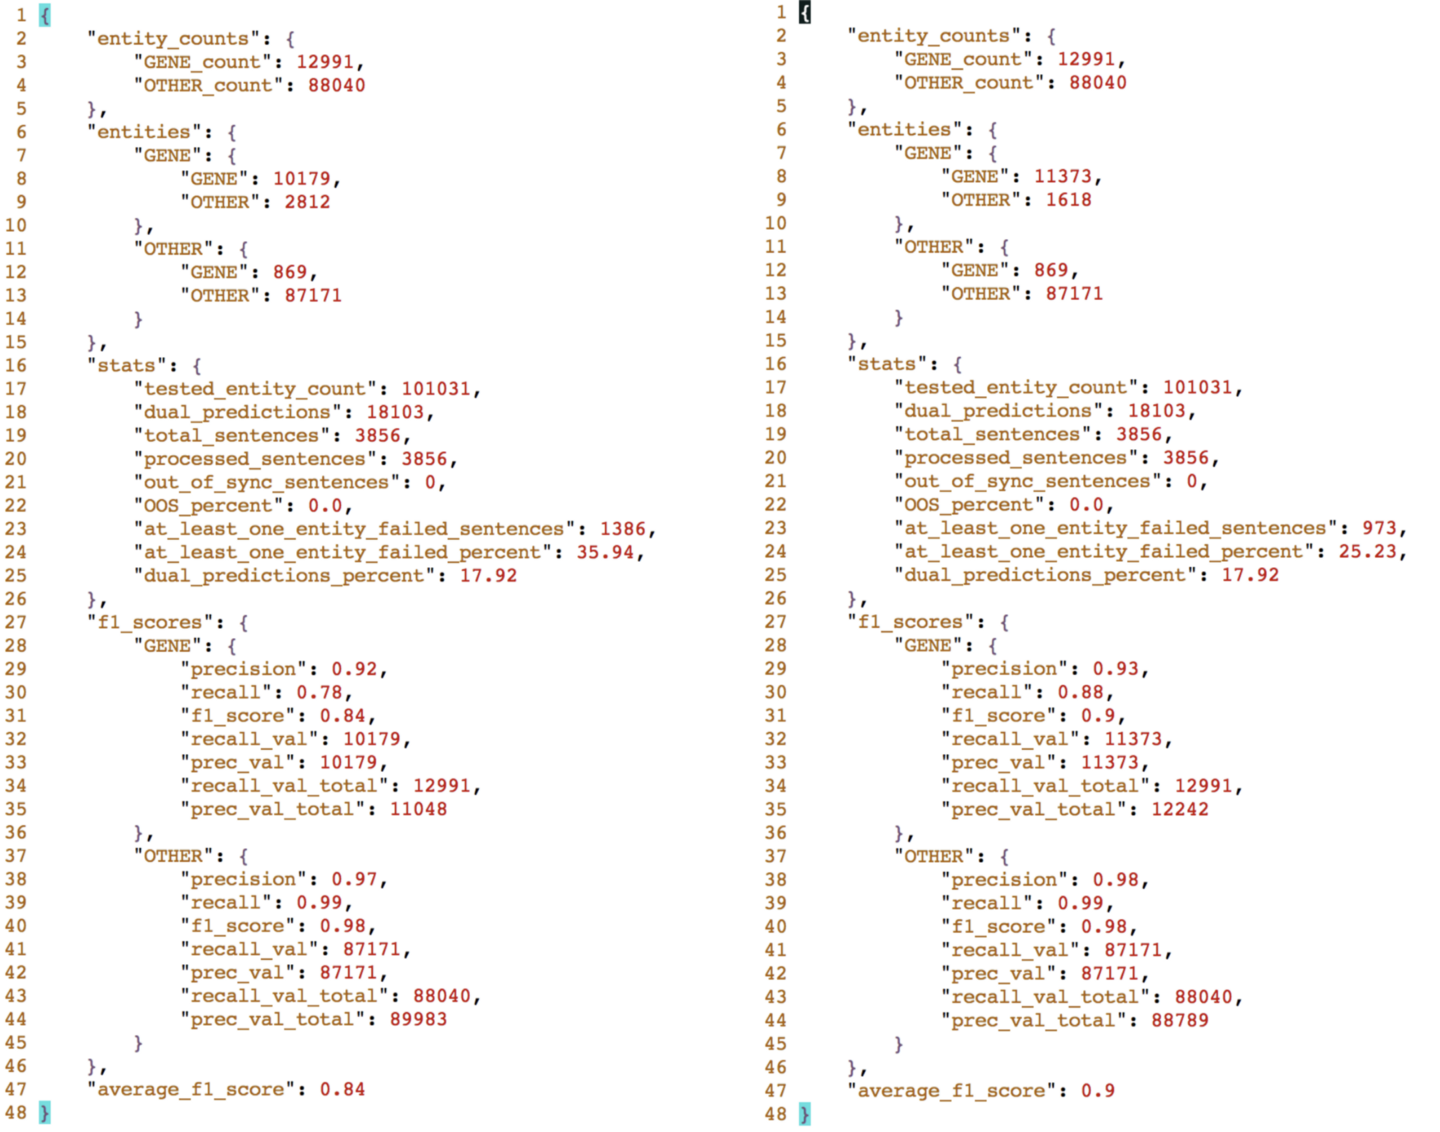 1 {
2 "entity_counts": {
3 "GENE_count": 12991,
4 "OTHER_count": 88040
5 },
6 "entities": {
7 "GENE": {
8 "GENE": 10179,
9 "OTHER": 2812
10 },
11 "OTHER": {
12 "GENE": 869,
13 "OTHER": 87171
14 }
15 },
16 "stats": {
17 "tested_entity_count": 101031,
18 "dual_predictions": 18103,
19 "total_sentences": 3856,
20 "processed_sentences": 3856,
21 "out_of_sync_sentences": 0,
22 "OOS_percent": 0.0,
23 "at_least_one_entity_failed_sentences": 1386,
24 "at_least_one_entity_failed_percent": 35.94,
25 "dual_predictions_percent": 17.92
26 },
27 "f1_scores": {
28 "GENE": {
29 "precision": 0.92,
30 "recall": 0.78,
31 "f1_score": 0.84,
32 "recall_val": 10179,
33 "prec_val": 10179,
34 "recall_val_total": 12991,
35 "prec_val_total": 11048
36 },
37 "OTHER": {
38 "precision": 0.97,
39 "recall": 0.99,
40 "f1_score": 0.98,
41 "recall_val": 87171,
42 "prec_val": 87171,
43 "recall_val_total": 88040,
44 "prec_val_total": 89983
45 }
46 },
47 "average_f1_score": 0.84
48 }
1 {
2 "entity_counts": {
3 "GENE_count": 12991,
4 "OTHER_count": 88040
5 },
6 "entities": {
7 "GENE": {
8 "GENE": 11373,
9 "OTHER": 1618
10 },
11 "OTHER": {
12 "GENE": 869,
13 "OTHER": 87171
14 }
15 },
16 "stats": {
17 "tested_entity_count": 101031,
18 "dual_predictions": 18103,
19 "total_sentences": 3856,
20 "processed_sentences": 3856,
21 "out_of_sync_sentences": 0,
22 "OOS_percent": 0.0,
23 "at_least_one_entity_failed_sentences": 973,
24 "at_least_one_entity_failed_percent": 25.23,
25 "dual_predictions_percent": 17.92
26 },
27 "f1_scores": {
28 "GENE": {
29 "precision": 0.93,
30 "recall": 0.88,
31 "f1_score": 0.9,
32 "recall_val": 11373,
33 "prec_val": 11373,
34 "recall_val_total": 12991,
35 "prec_val_total": 12242
36 },
37 "OTHER": {
38 "precision": 0.98,
39 "recall": 0.99,
40 "f1_score": 0.98,
41 "recall_val": 87171,
42 "prec_val": 87171,
43 "recall_val_total": 88040,
44 "prec_val_total": 88789
45 }
46 },
47 "average_f1_score": 0.9
48 }